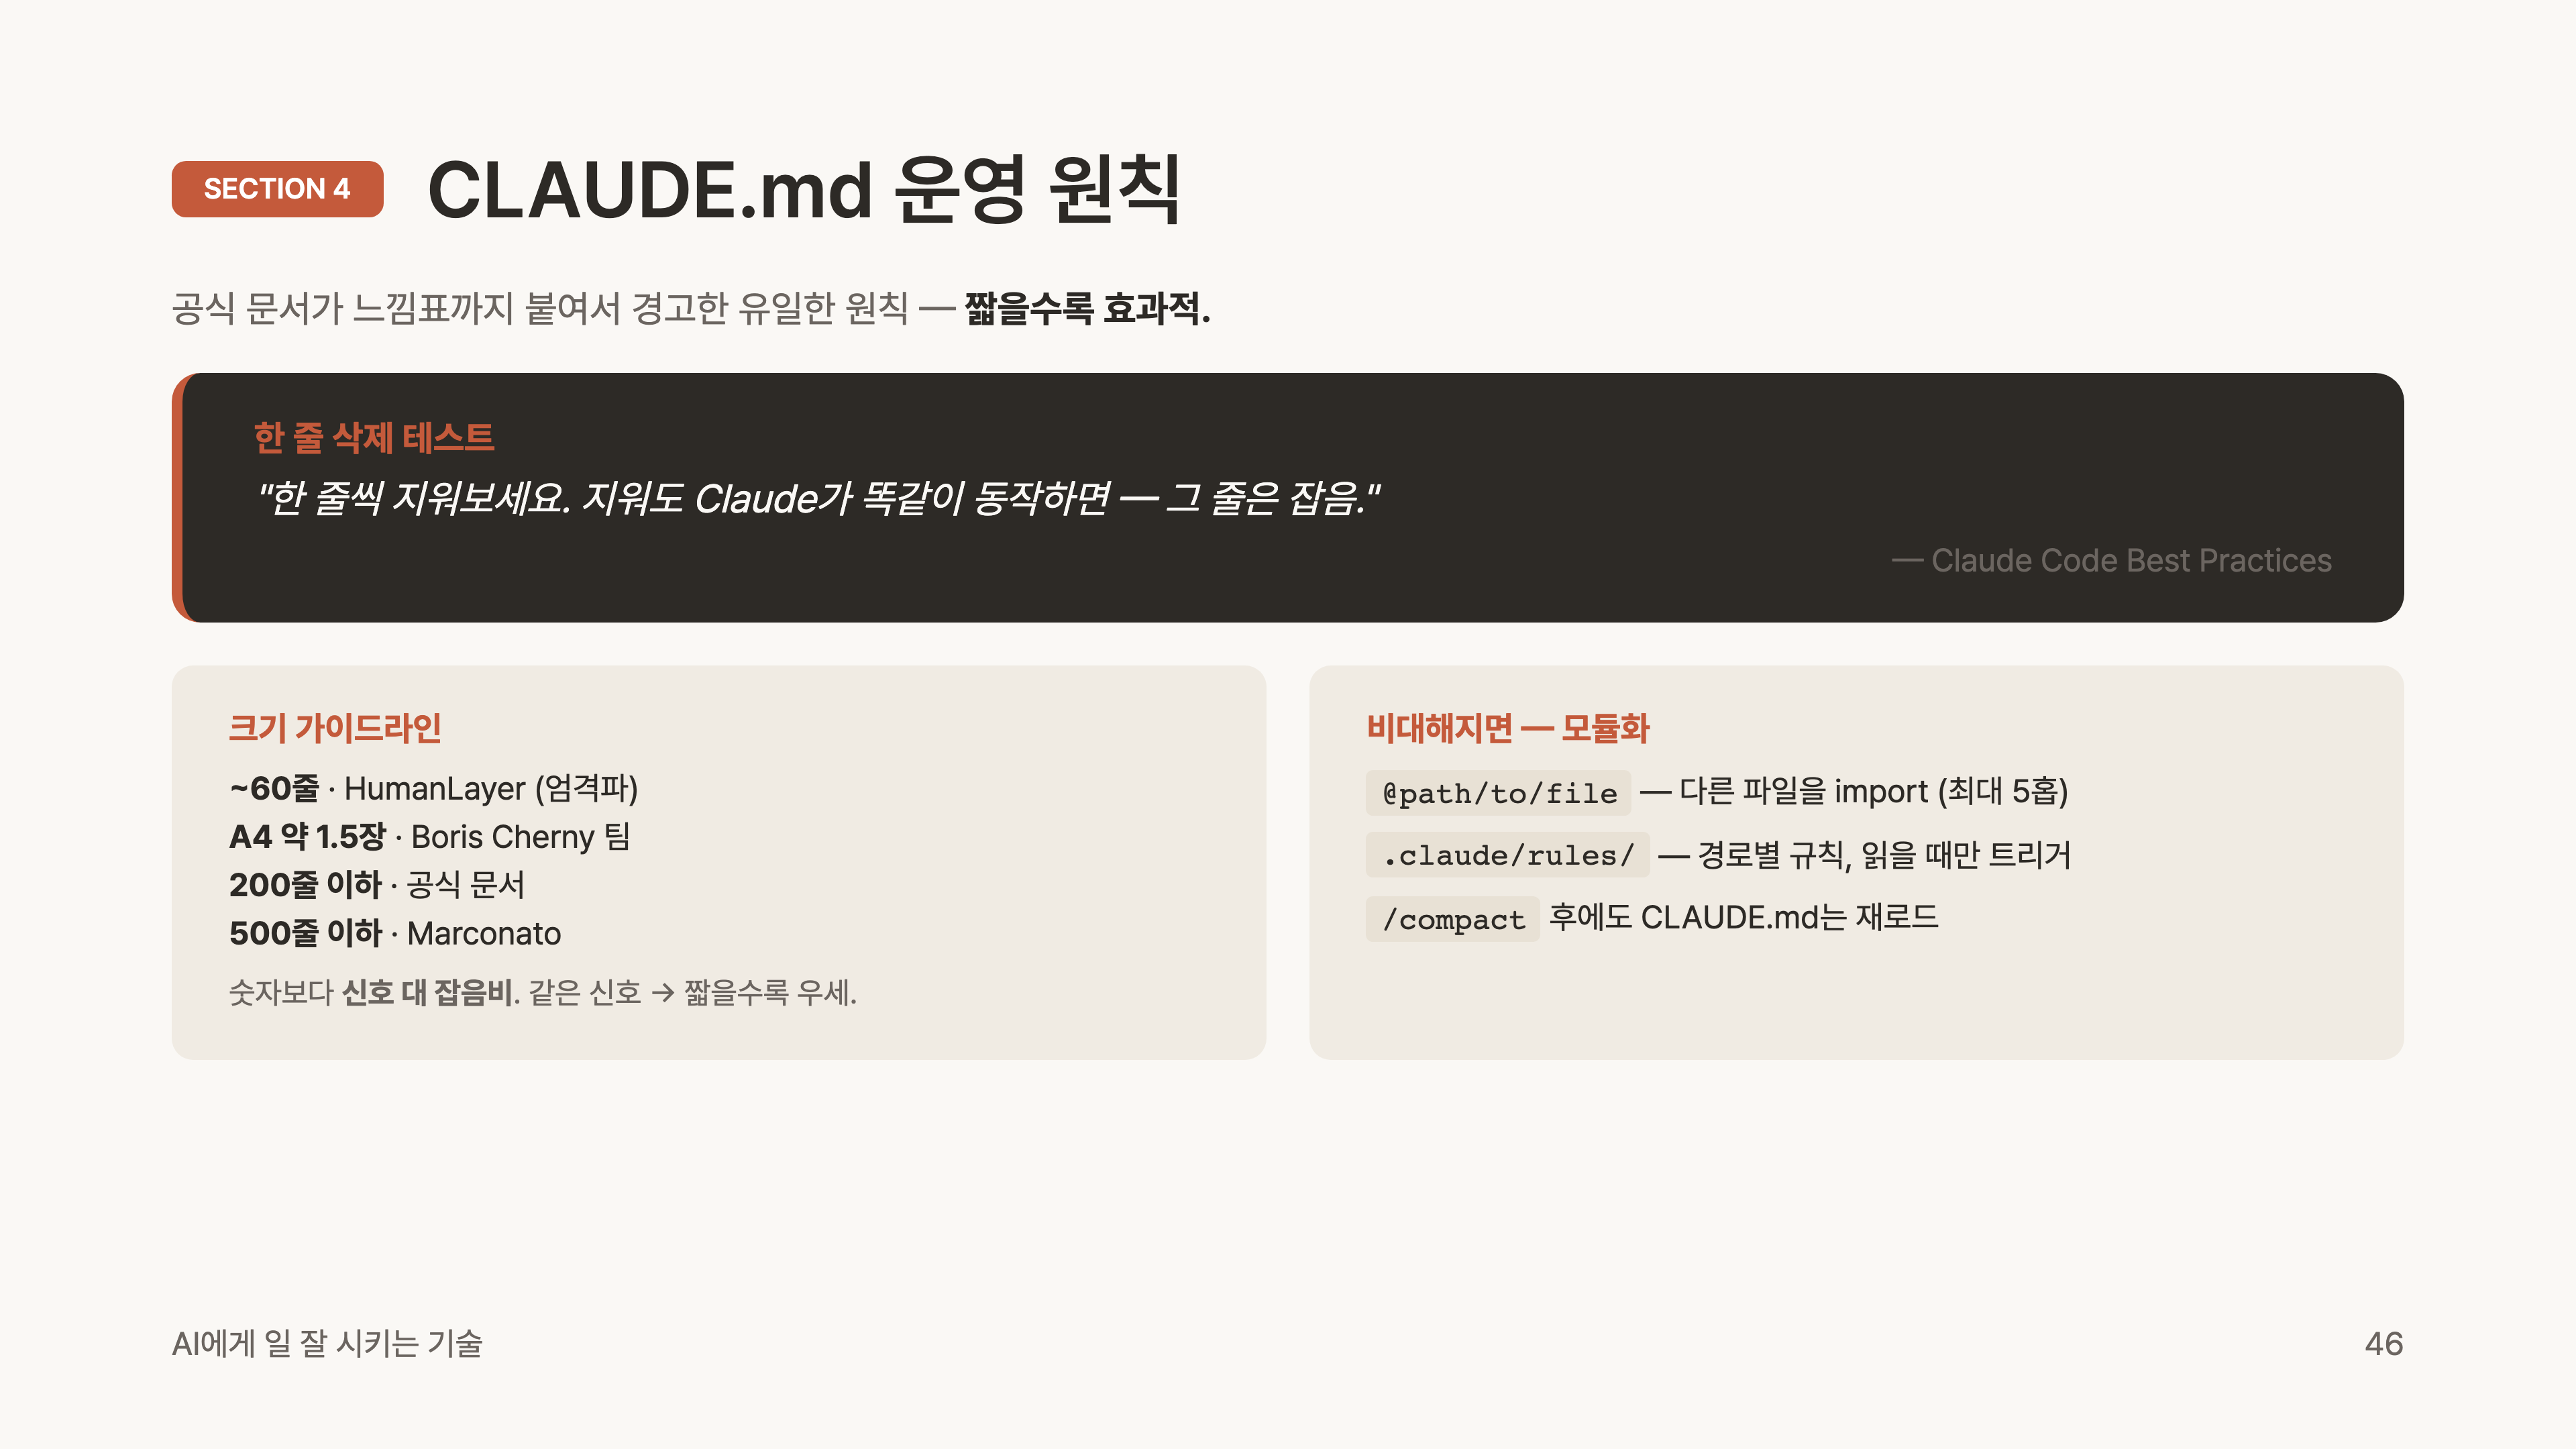 SECTION 4
CLAUDE.md 운영 원칙
공식 문서가 느낌표까지 붙여서 경고한 유일한 원칙 — 짧을수록 효과적.
한 줄 삭제 테스트
"한 줄씩 지워보세요. 지워도 Claude가 똑같이 동작하면 — 그 줄은 잡음."
— Claude Code Best Practices
크기 가이드라인
~60줄 · HumanLayer (엄격파)
A4 약 1.5장 · Boris Cherny 팀
200줄 이하 · 공식 문서
500줄 이하 · Marconato
숫자보다 신호 대 잡음비. 같은 신호 → 짧을수록 우세.
비대해지면 — 모듈화
@path/to/file — 다른 파일을 import (최대 5홉)
.claude/rules/ — 경로별 규칙, 읽을 때만 트리거
/compact 후에도 CLAUDE.md는 재로드
AI에게 일 잘 시키는 기술
46